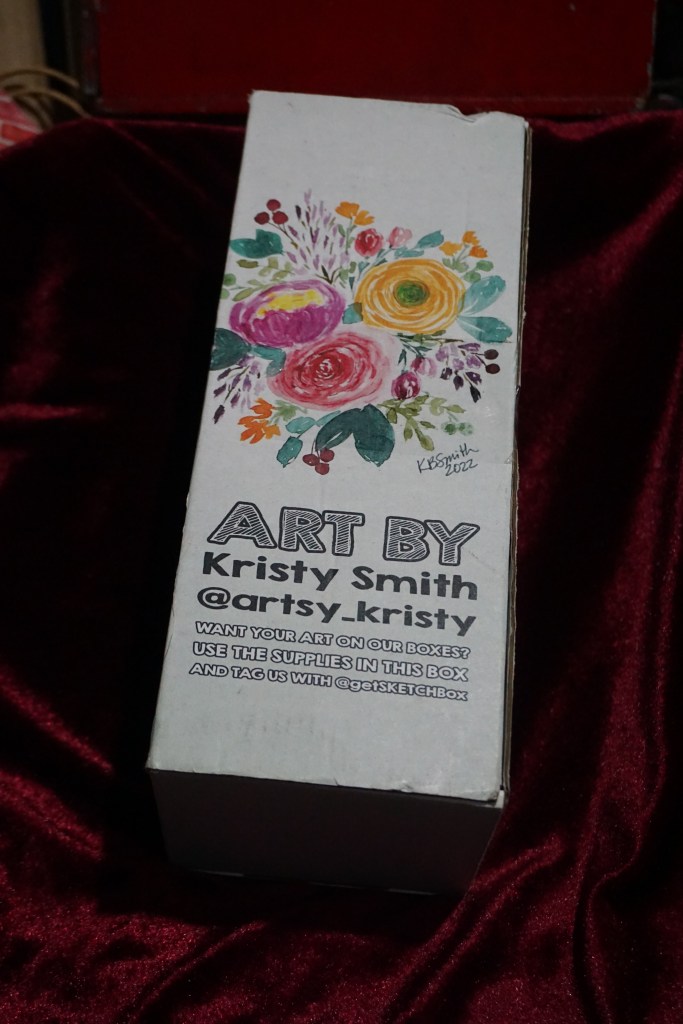 KBSmith
2022
ART BY
Kristy Smith
@artsy_kristy
WANT YOUR ART ON OUR BOXES?
USE THE SUPPLIES IN THIS BOX
AND TAG US WITH @getSKETCHBox